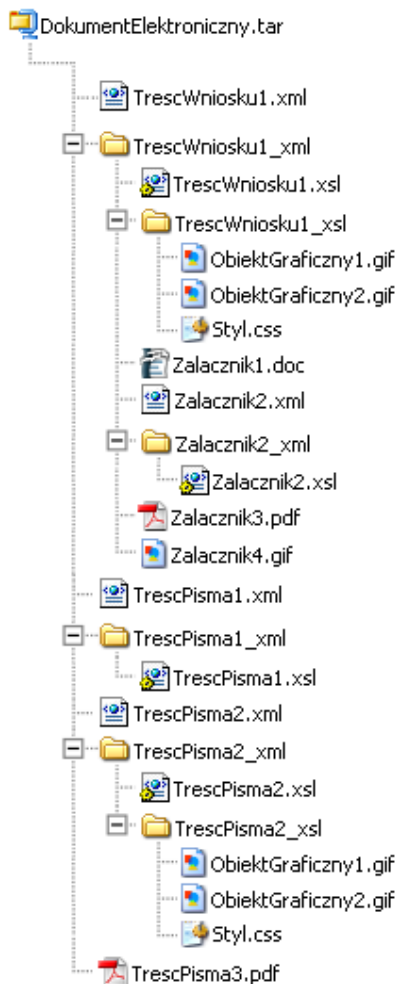 DokumentElektroniczny.tar
TrescWniosku1.xml
TrescWniosku1_xml
TrescWniosku1.xsl
TrescWniosku1_xsl
ObiektGraficzny1.gif
ObiektGraficzny2.gif
Styl.css
Zalacznik1.doc
Zalacznik2.xml
Zalacznik2_xml
Zalacznik2.xsl
Zalacznik3.pdf
Zalacznik4.gif
TrescPisma1.xml
TrescPisma1_xml
TrescPisma1.xsl
TrescPisma2.xml
TrescPisma2_xml
TrescPisma2.xsl
TrescPisma2_xsl
ObiektGraficzny1.gif
ObiektGraficzny2.gif
Styl.css
TrescPisma3.pdf